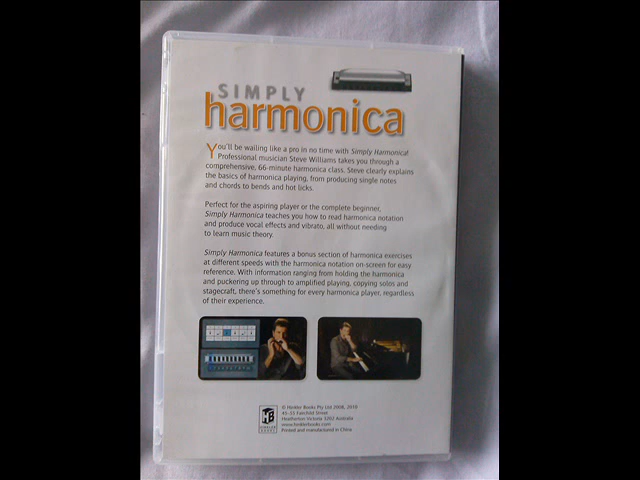 SIMPLY
harmonica
You'll be wailing like a pro in no time with Simply Harmonica!
Professional musician Steve Williams takes you through a
comprehensive, 66-minute harmonica class. Steve clearly explains
the basics of harmonica playing, from producing single notes
and chords to bends and hot licks.
Perfect for the aspiring player or the complete beginner,
Simply Harmonica teaches you how to read harmonica notation
and produce vocal effects and vibrato, all without needing
to learn music theory.
Simply Harmonica features a bonus section of harmonica exercises
at different speeds with the harmonica notation on-screen for easy
reference. With information ranging from holding the harmonica
and puckering up through to amplified playing, copying solos and
stagecraft, there's something for every harmonica player, regardless
of their experience.
HB
HINKLER
BOOKS
© Hinkler Books Pty Ltd 2008, 2010
45–55 Fairchild Street
Heatherton Victoria 3202 Australia
www.hinklerbooks.com
Printed and manufactured in China